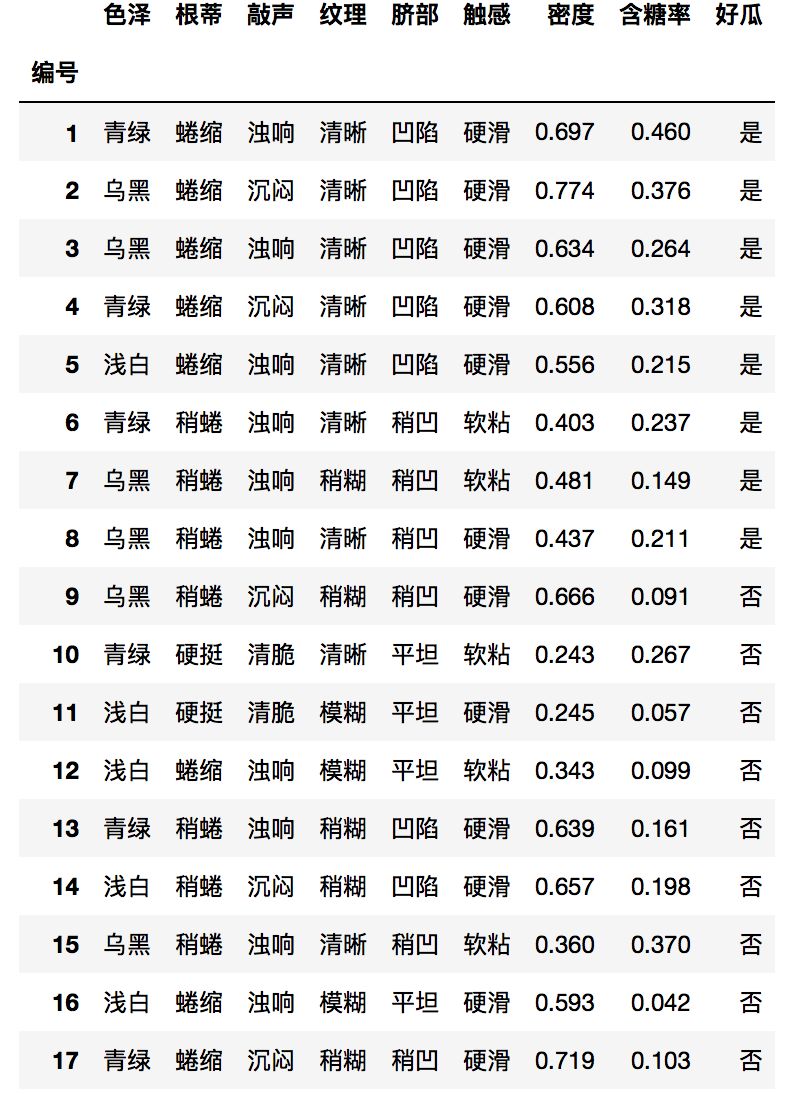 色泽 根蒂 敲声 纹理 脐部 触感 密度 含糖率 好瓜
编号
1 青绿 蜷缩 浊响 清晰 凹陷 硬滑 0.697 0.460 是
2 乌黑 蜷缩 沉闷 清晰 凹陷 硬滑 0.774 0.376 是
3 乌黑 蜷缩 浊响 清晰 凹陷 硬滑 0.634 0.264 是
4 青绿 蜷缩 沉闷 清晰 凹陷 硬滑 0.608 0.318 是
5 浅白 蜷缩 浊响 清晰 凹陷 硬滑 0.556 0.215 是
6 青绿 稍蜷 浊响 清晰 稍凹 软粘 0.403 0.237 是
7 乌黑 稍蜷 浊响 稍糊 稍凹 软粘 0.481 0.149 是
8 乌黑 稍蜷 浊响 清晰 稍凹 硬滑 0.437 0.211 是
9 乌黑 稍蜷 沉闷 稍糊 稍凹 硬滑 0.666 0.091 否
10 青绿 硬挺 清脆 清晰 平坦 软粘 0.243 0.267 否
11 浅白 硬挺 清脆 模糊 平坦 硬滑 0.245 0.057 否
12 浅白 蜷缩 浊响 模糊 平坦 软粘 0.343 0.099 否
13 青绿 稍蜷 浊响 稍糊 凹陷 硬滑 0.639 0.161 否
14 浅白 稍蜷 沉闷 稍糊 凹陷 硬滑 0.657 0.198 否
15 乌黑 稍蜷 浊响 清晰 稍凹 软粘 0.360 0.370 否
16 浅白 蜷缩 浊响 模糊 平坦 硬滑 0.593 0.042 否
17 青绿 蜷缩 沉闷 稍糊 稍凹 硬滑 0.719 0.103 否